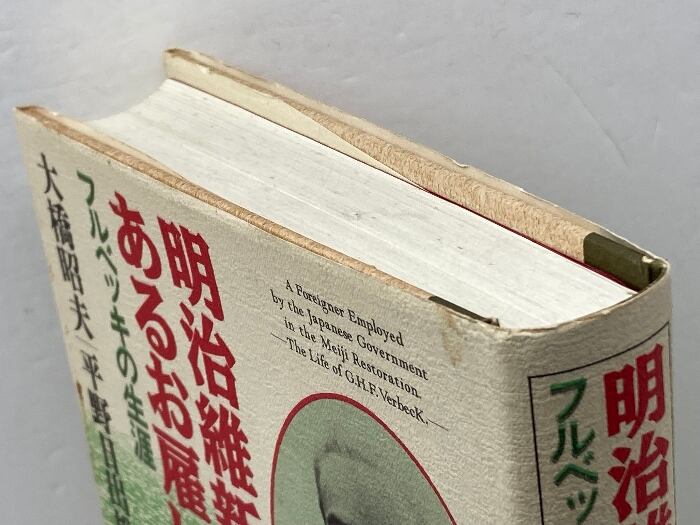 明治維新
あるお雇い
フルベッキの生涯
大橋昭夫|平野日出
A Foreigner Employed
by the Japanese Government
in the Meiji Restoration.
—The Life of G.H.F.VerbecK.—
明治維
フルベッ